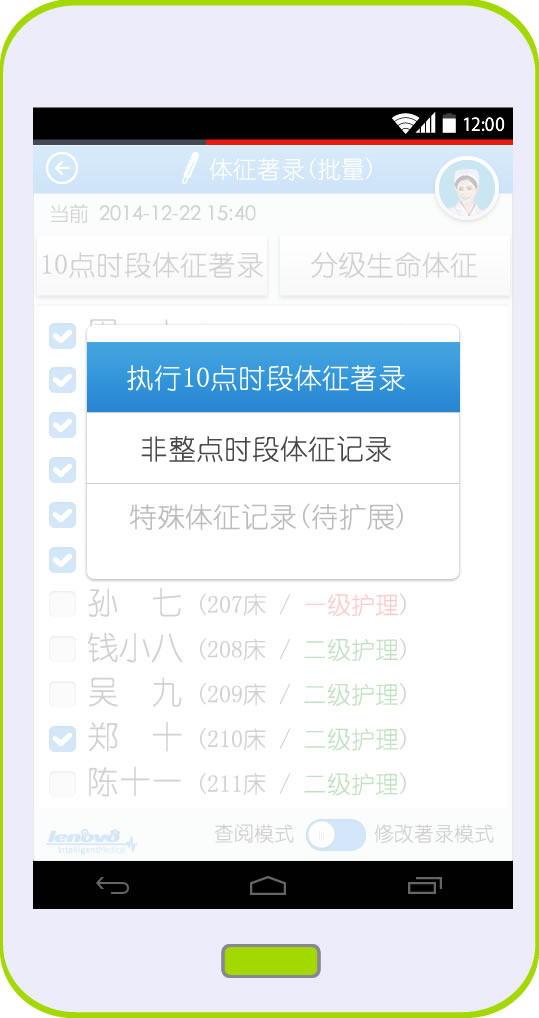 12:00
体征著录(批量)
当前 2014-12-22 15:40
10点时段体征著录 分级生命体征
执行10点时段体征著录
非整点时段体征记录
特殊体征记录(待扩展)
孙 七 (207床 / 一级护理)
钱小八 (208床 / 二级护理)
吴 九 (209床 / 二级护理)
郑 十 (210床 / 二级护理)
陈十一 (211床 / 二级护理)
lenovo
IntelligentMedical
查阅模式 修改著录模式